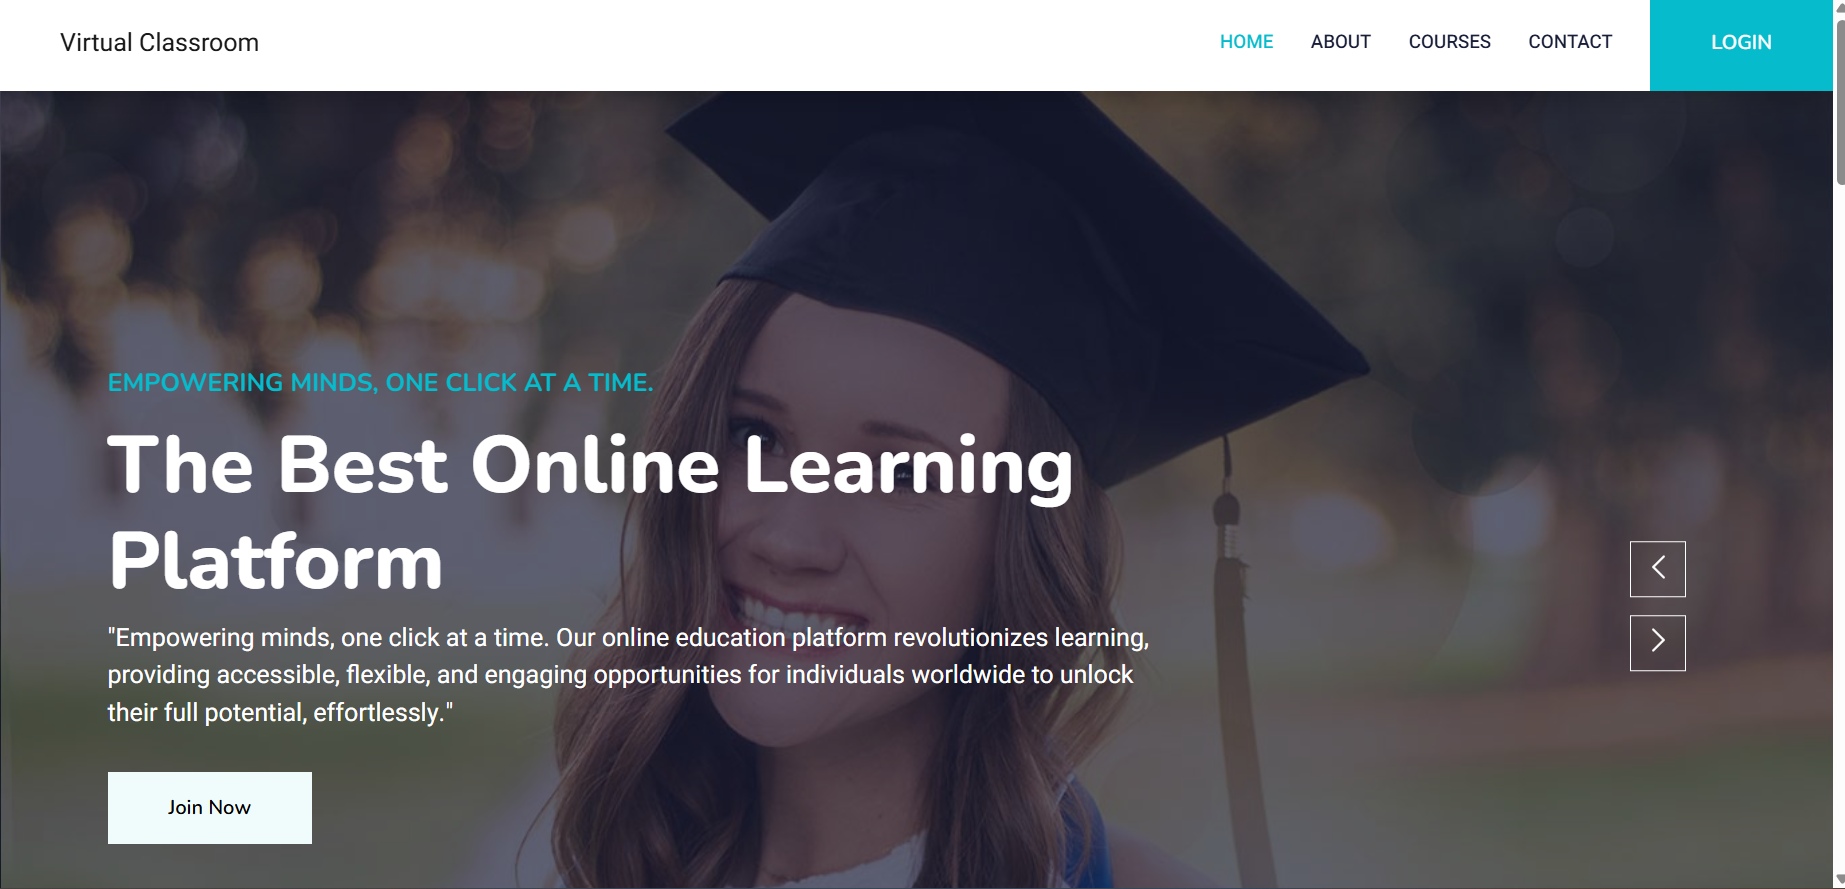 Virtual Classroom
HOME ABOUT COURSES CONTACT LOGIN
EMPOWERING MINDS, ONE CLICK AT A TIME.
The Best Online Learning
Platform
"Empowering minds, one click at a time. Our online education platform revolutionizes learning,
providing accessible, flexible, and engaging opportunities for individuals worldwide to unlock
their full potential, effortlessly."
Join Now